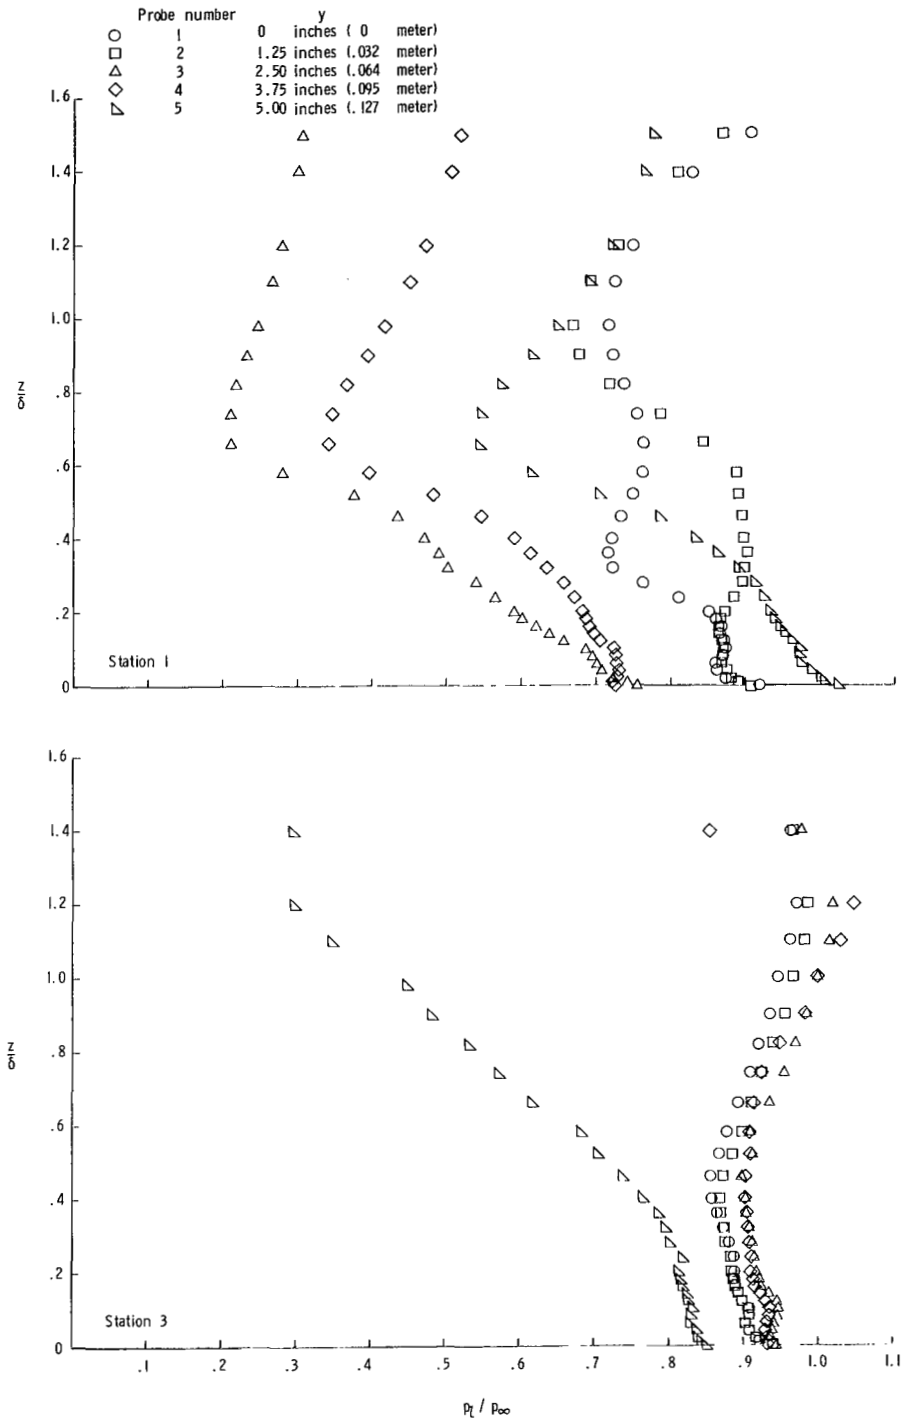 Probe number y
1 0 inches ( 0 meter)
2 1.25 inches (.032 meter)
3 2.50 inches (.064 meter)
4 3.75 inches (.095 meter)
5 5.00 inches (.127 meter)
1.6
1.4
1.2
1.0
z/δ
.8
.6
.4
.2
Station 1
0
1.6
1.4
1.2
1.0
z/δ
.8
.6
.4
.2
Station 3
0
.1 .2 .3 .4 .5 .6 .7 .8 .9 1.0 1.1
p_l / p_∞